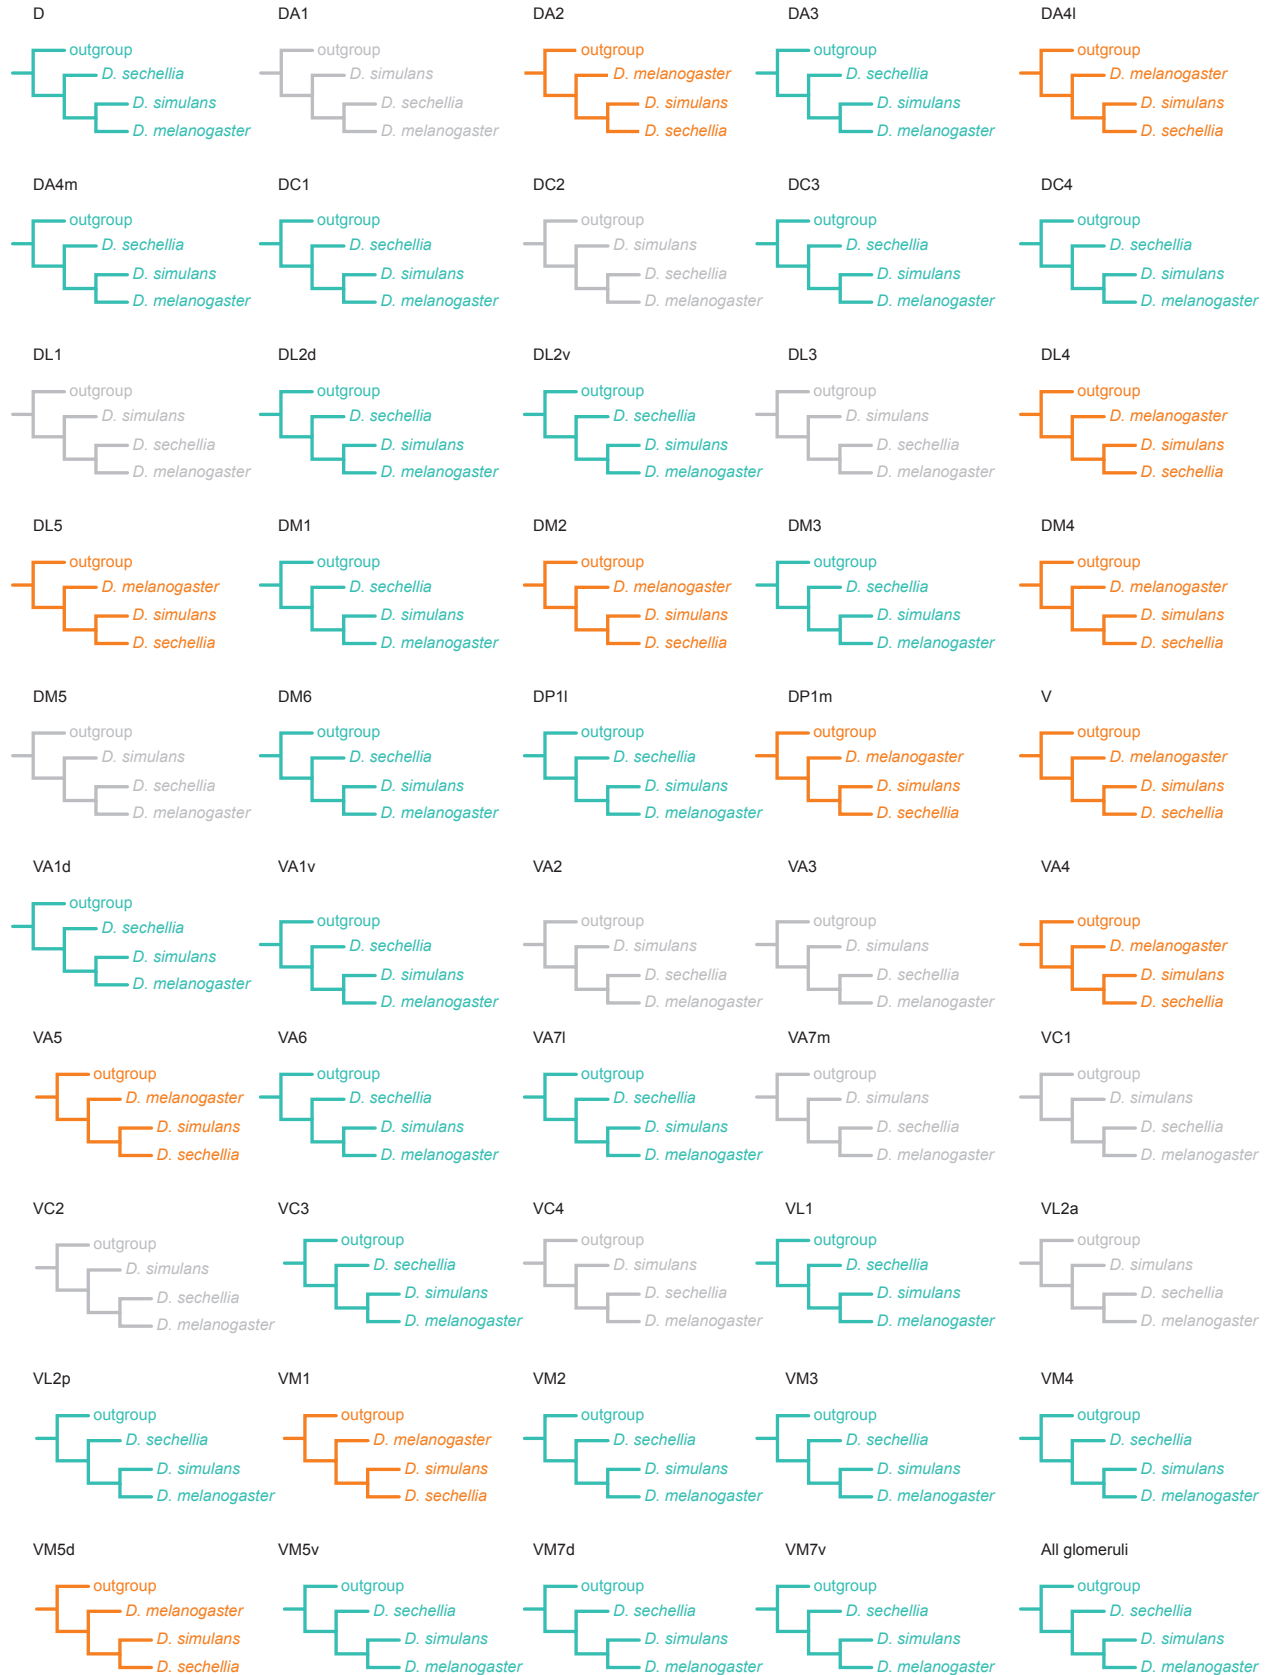 D
outgroup
D. sechellia
D. simulans
D. melanogaster
DA1
outgroup
D. simulans
D. sechellia
D. melanogaster
DA2
outgroup
D. melanogaster
D. simulans
D. sechellia
DA3
outgroup
D. sechellia
D. simulans
D. melanogaster
DA4l
outgroup
D. melanogaster
D. simulans
D. sechellia
DA4m
outgroup
D. sechellia
D. simulans
D. melanogaster
DC1
outgroup
D. sechellia
D. simulans
D. melanogaster
DC2
outgroup
D. simulans
D. sechellia
D. melanogaster
DC3
outgroup
D. sechellia
D. simulans
D. melanogaster
DC4
outgroup
D. sechellia
D. simulans
D. melanogaster
DL1
outgroup
D. simulans
D. sechellia
D. melanogaster
DL2d
outgroup
D. sechellia
D. simulans
D. melanogaster
DL2v
outgroup
D. sechellia
D. simulans
D. melanogaster
DL3
outgroup
D. simulans
D. sechellia
D. melanogaster
DL4
outgroup
D. melanogaster
D. simulans
D. sechellia
DL5
outgroup
D. melanogaster
D. simulans
D. sechellia
DM1
outgroup
D. sechellia
D. simulans
D. melanogaster
DM2
outgroup
D. melanogaster
D. simulans
D. sechellia
DM3
outgroup
D. sechellia
D. simulans
D. melanogaster
DM4
outgroup
D. melanogaster
D. simulans
D. sechellia
DM5
outgroup
D. simulans
D. sechellia
D. melanogaster
DM6
outgroup
D. sechellia
D. simulans
D. melanogaster
DP1l
outgroup
D. sechellia
D. simulans
D. melanogaster
DP1m
outgroup
D. melanogaster
D. simulans
D. sechellia
V
outgroup
D. melanogaster
D. simulans
D. sechellia
VA1d
outgroup
D. sechellia
D. simulans
D. melanogaster
VA1v
outgroup
D. sechellia
D. simulans
D. melanogaster
VA2
outgroup
D. simulans
D. sechellia
D. melanogaster
VA3
outgroup
D. simulans
D. sechellia
D. melanogaster
VA4
outgroup
D. melanogaster
D. simulans
D. sechellia
VA5
outgroup
D. melanogaster
D. simulans
D. sechellia
VA6
outgroup
D. sechellia
D. simulans
D. melanogaster
VA7l
outgroup
D. sechellia
D. simulans
D. melanogaster
VA7m
outgroup
D. simulans
D. sechellia
D. melanogaster
VC1
outgroup
D. simulans
D. sechellia
D. melanogaster
VC2
outgroup
D. simulans
D. sechellia
D. melanogaster
VC3
outgroup
D. sechellia
D. simulans
D. melanogaster
VC4
outgroup
D. simulans
D. sechellia
D. melanogaster
VL1
outgroup
D. sechellia
D. simulans
D. melanogaster
VL2a
outgroup
D. simulans
D. sechellia
D. melanogaster
VL2p
outgroup
D. sechellia
D. simulans
D. melanogaster
VM1
outgroup
D. melanogaster
D. simulans
D. sechellia
VM2
outgroup
D. sechellia
D. simulans
D. melanogaster
VM3
outgroup
D. sechellia
D. simulans
D. melanogaster
VM4
outgroup
D. sechellia
D. simulans
D. melanogaster
VM5d
outgroup
D. melanogaster
D. simulans
D. sechellia
VM5v
outgroup
D. sechellia
D. simulans
D. melanogaster
VM7d
outgroup
D. sechellia
D. simulans
D. melanogaster
VM7v
outgroup
D. sechellia
D. simulans
D. melanogaster
All glomeruli
outgroup
D. sechellia
D. simulans
D. melanogaster